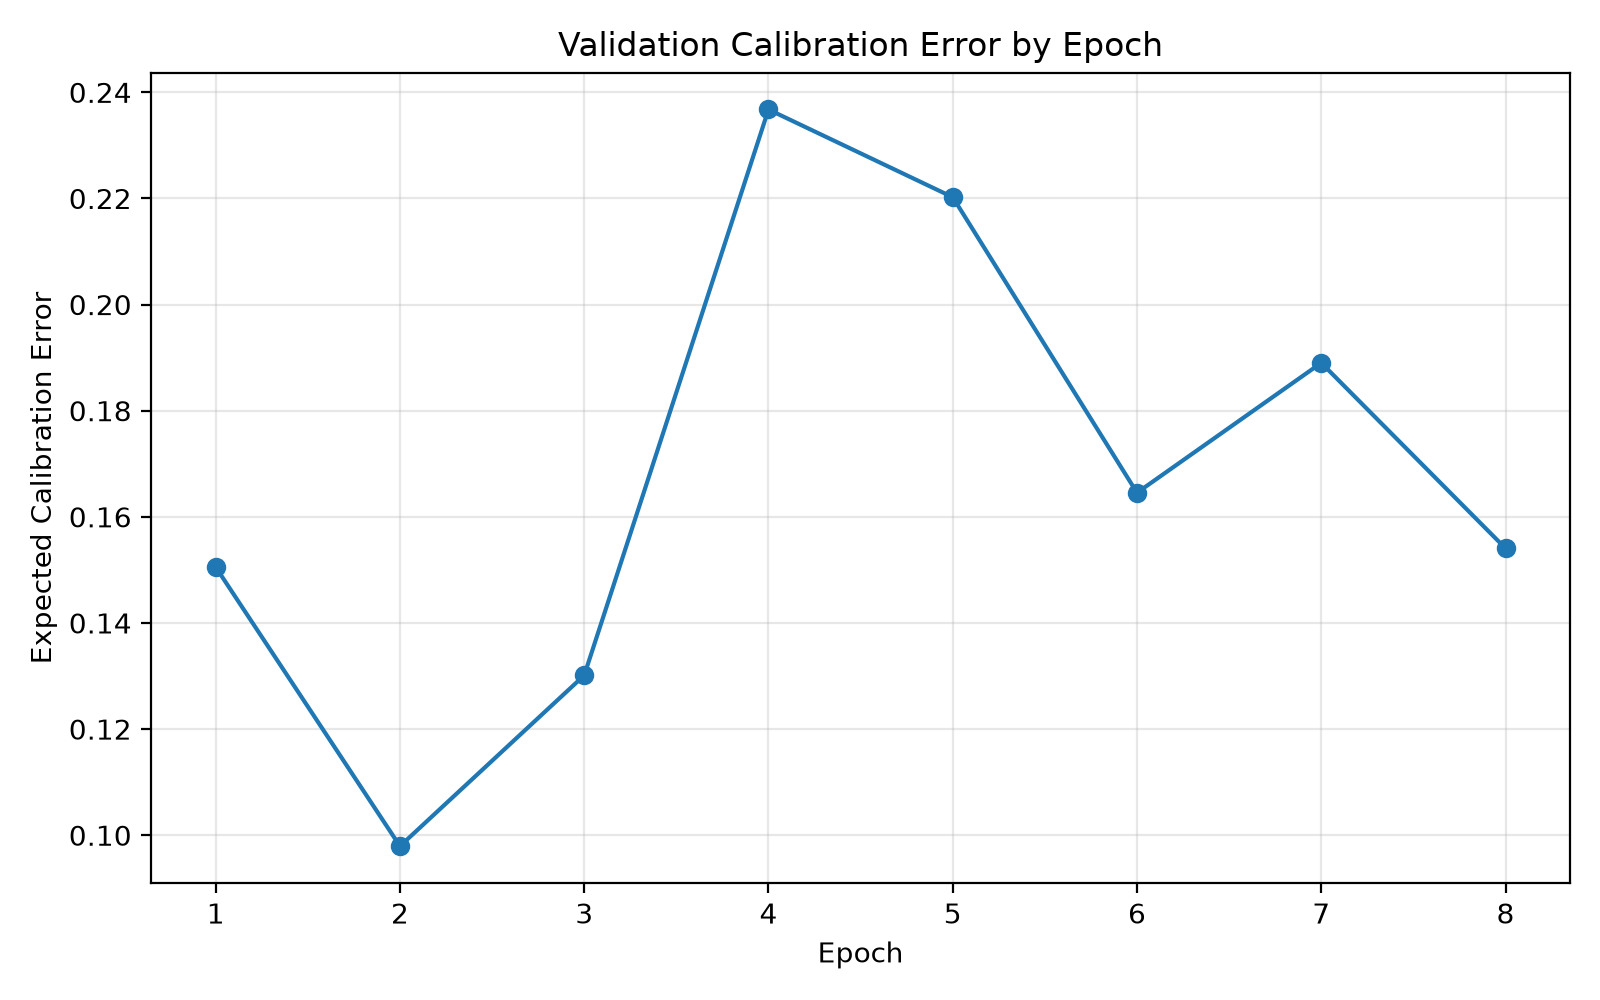 Validation Calibration Error by Epoch
Expected Calibration Error
0.24
0.22
0.20
0.18
0.16
0.14
0.12
0.10
1 2 3 4 5 6 7 8
Epoch